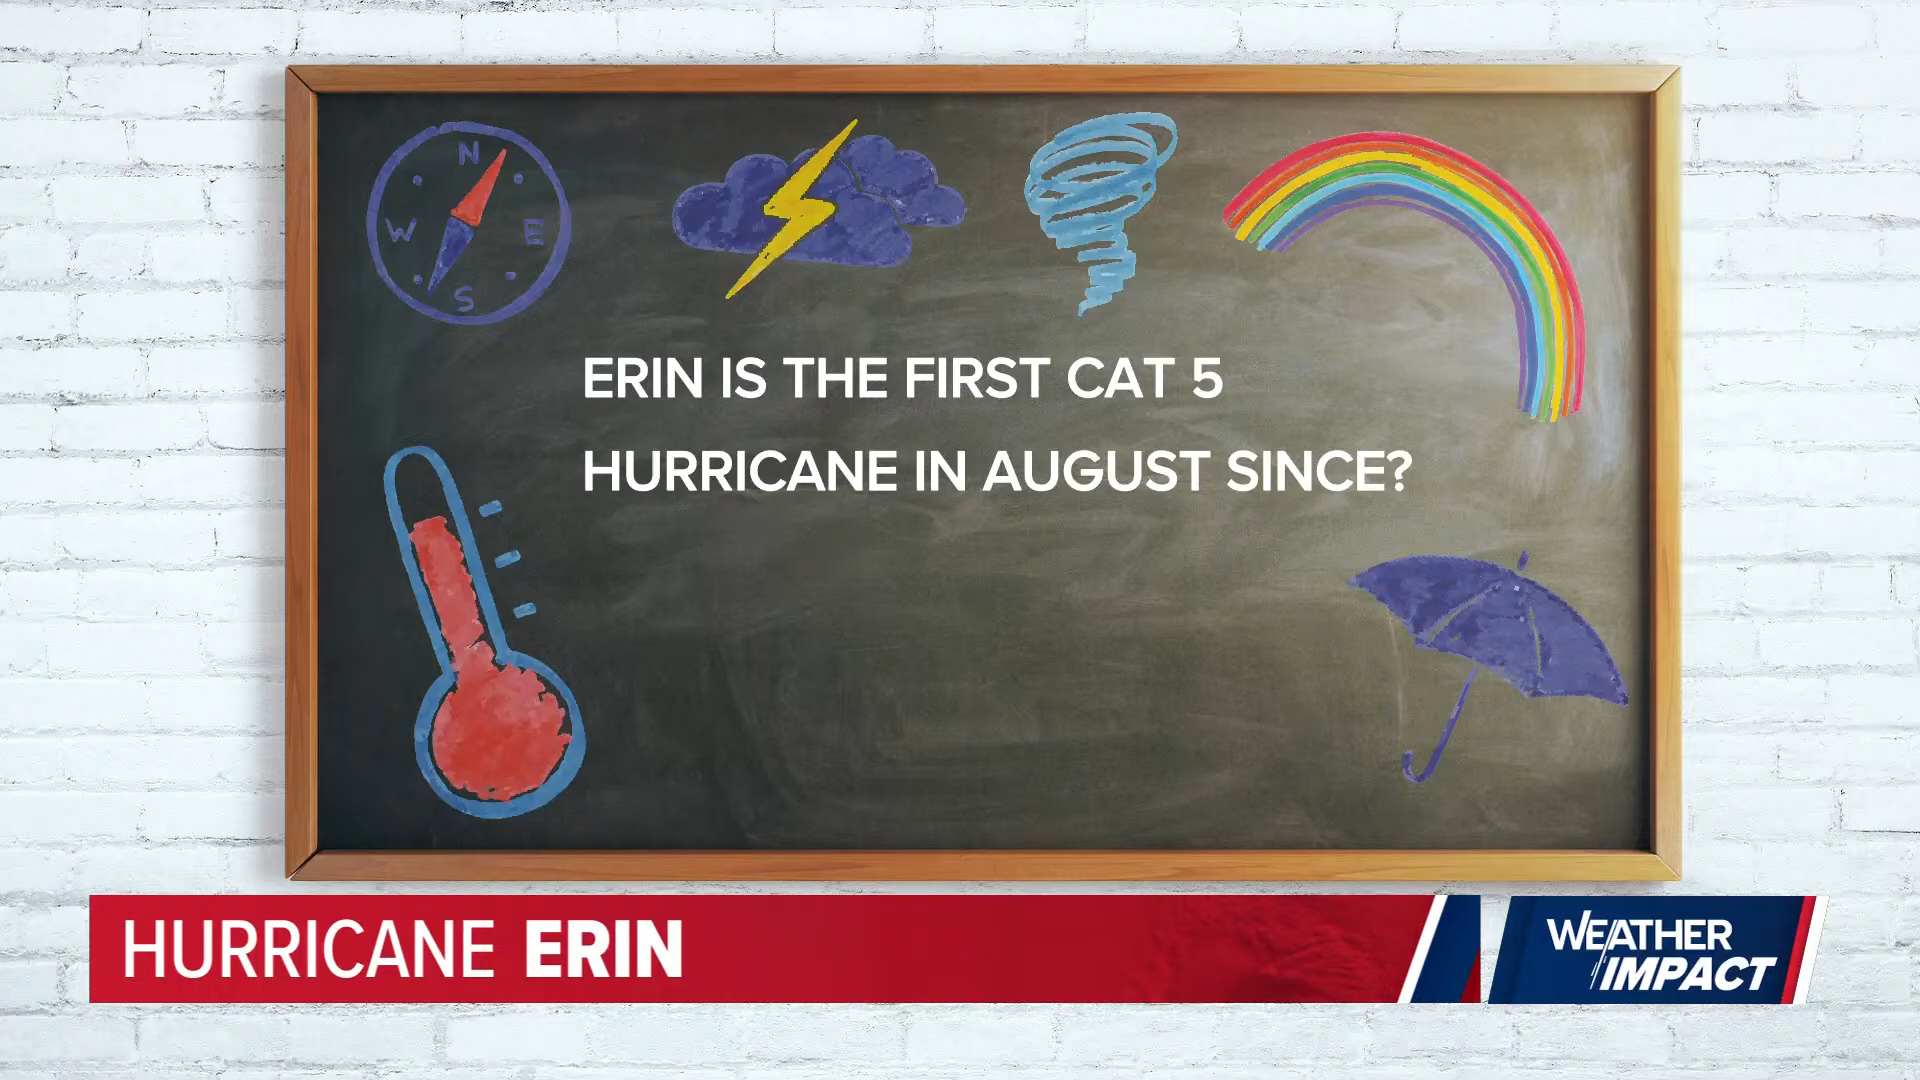 N
W E
S
ERIN IS THE FIRST CAT 5
HURRICANE IN AUGUST SINCE?
HURRICANE ERIN
WEATHER
IMPACT